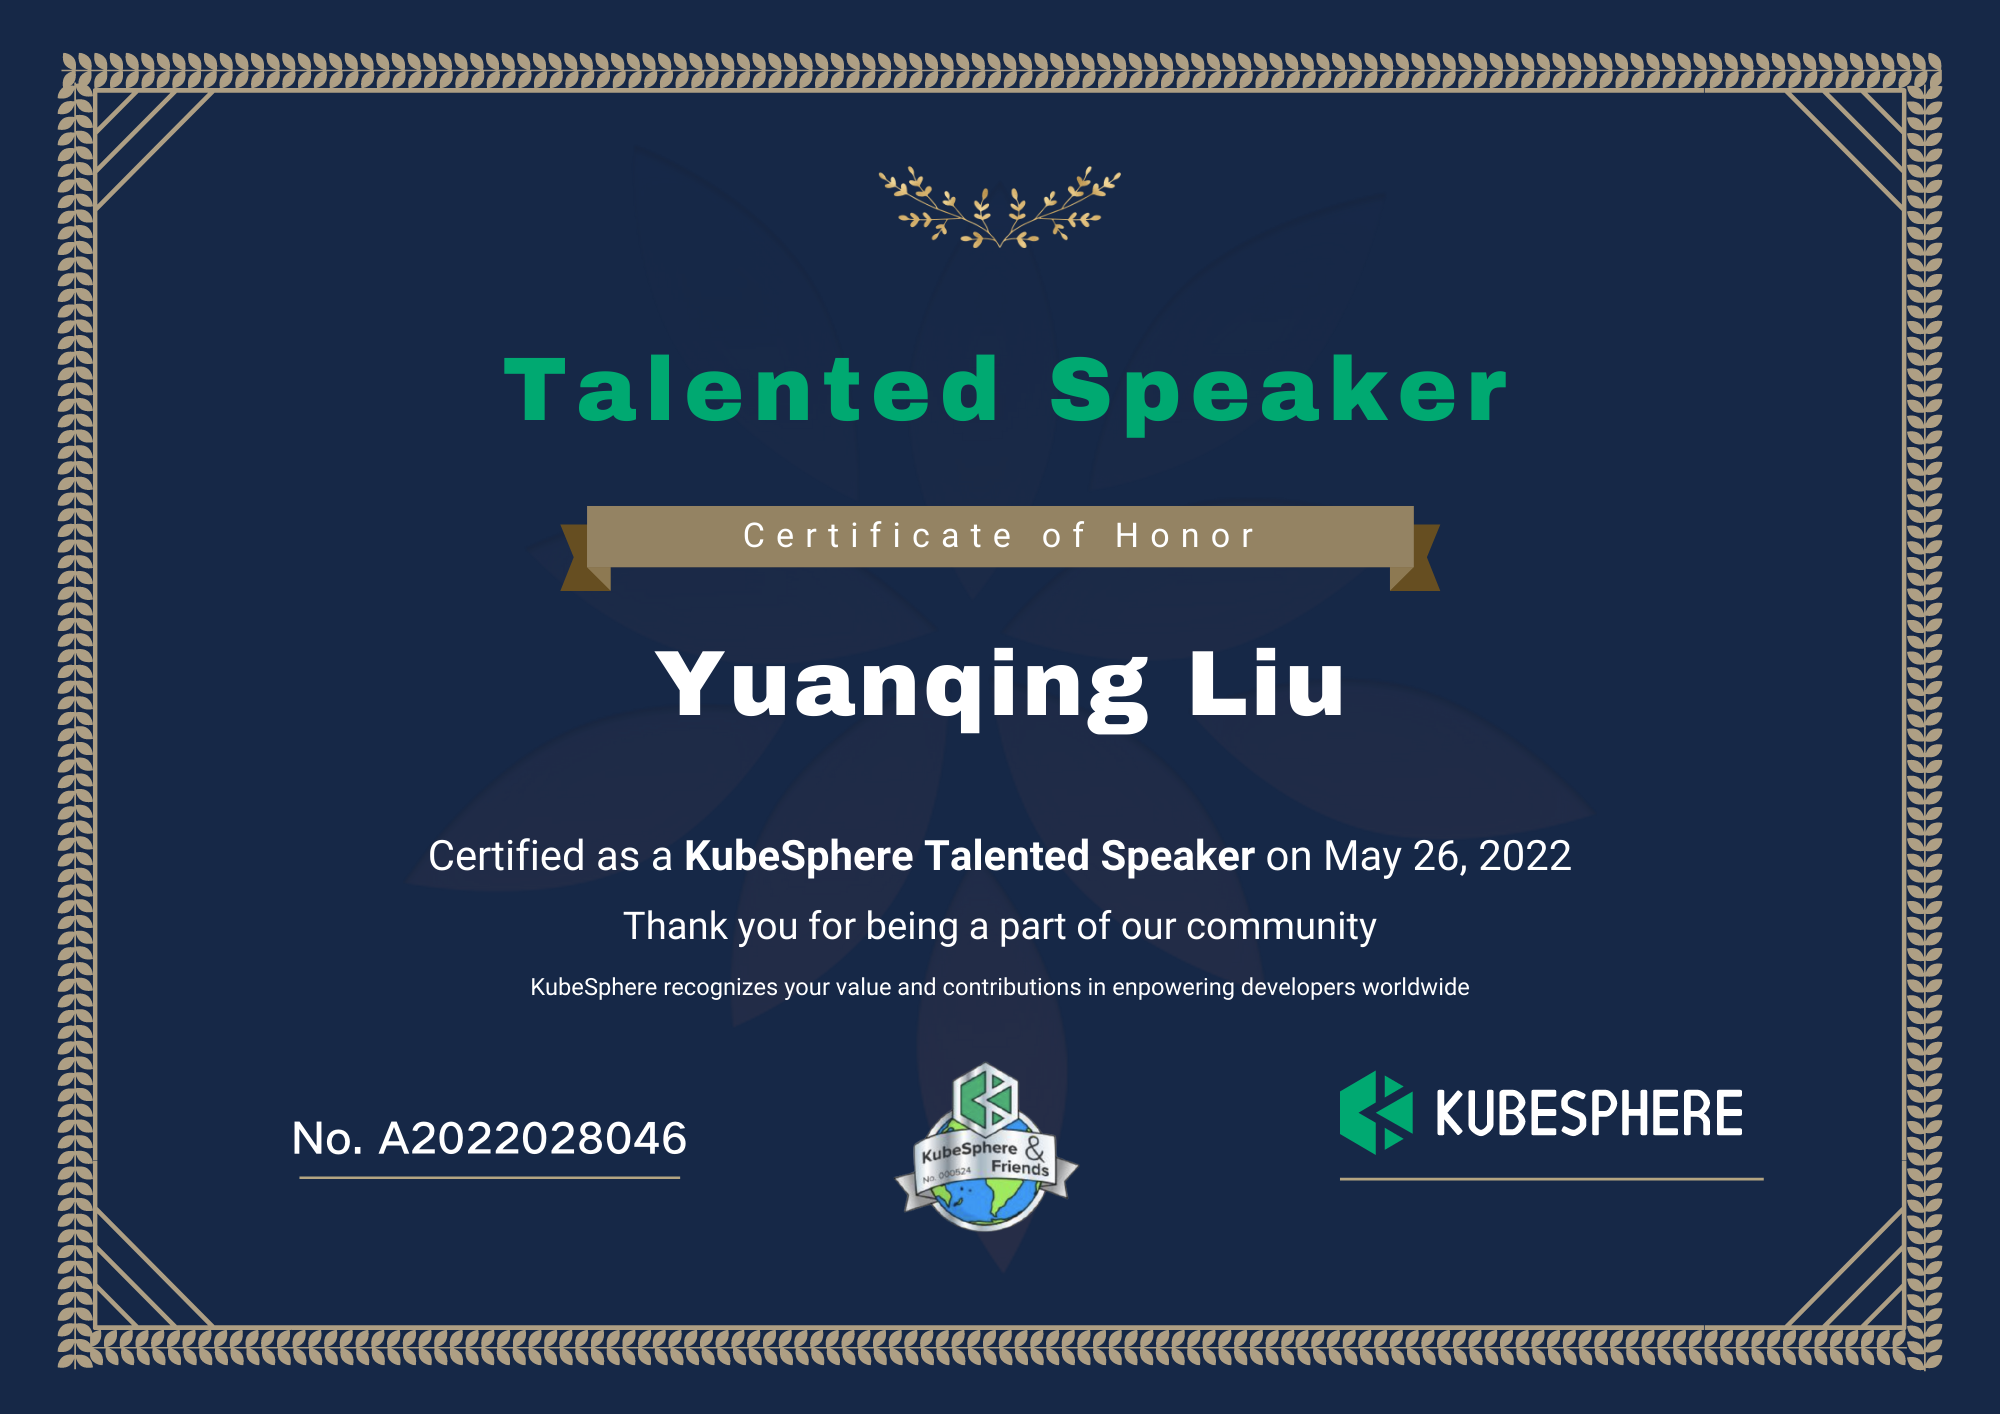 Talented Speaker
Certificate of Honor
Yuanqing Liu
Certified as a KubeSphere Talented Speaker on May 26, 2022
Thank you for being a part of our community
KubeSphere recognizes your value and contributions in enpowering developers worldwide
No. A2022028046
KubeSphere &
Friends
No. 000524
KUBESPHERE